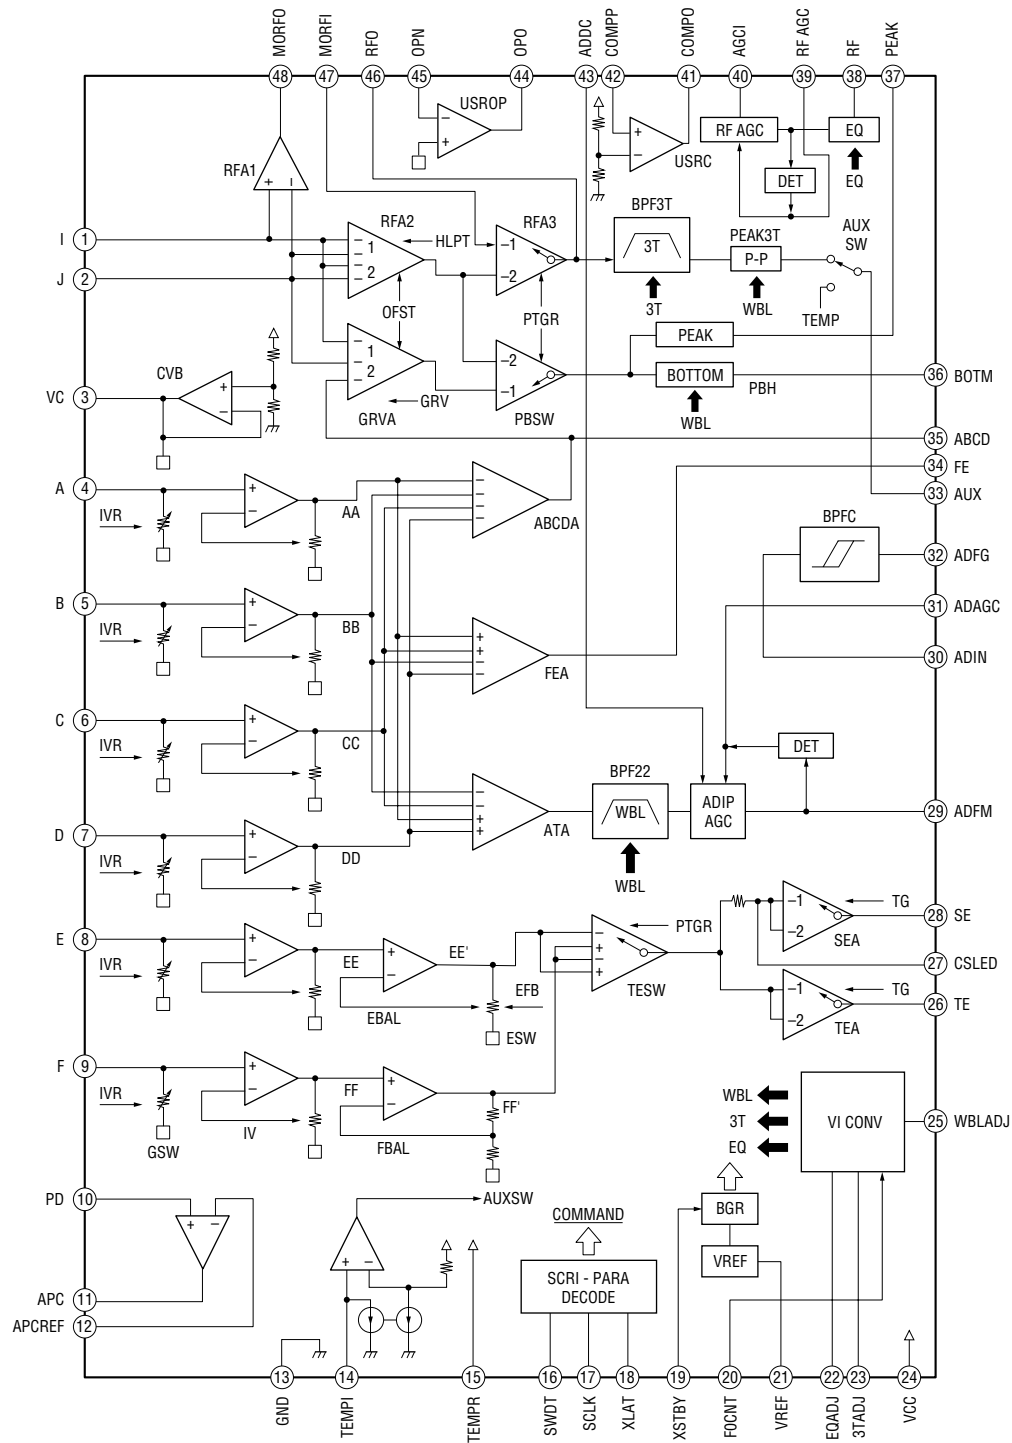 MORFO
MORFI
RFO
OPN
OPO
ADDC
COMPP
COMPO
AGCI
RF AGC
RF
PEAK
48
47
46
45
44
43
42
41
40
39
38
37
USROP
−
+
+
−
USRC
RF AGC
EQ
DET
EQ
RFA1
+ −
RFA2
− 1
−
− 2
−
HLPT
OFST
RFA3
−1
−2
PTGR
BPF3T
3T
3T
PEAK3T
P-P
WBL
AUX
SW
TEMP
I 1
J 2
− 1
− 2
−
GRVA
GRV
−2
−1
PBSW
PEAK
BOTTOM
WBL
PBH
36 BOTM
CVB
+
−
VC 3
35 ABCD
34 FE
33 AUX
A 4
IVR
+
−
AA
−
−
−
−
ABCDA
BPFC
32 ADFG
31 ADAGC
30 ADIN
B 5
IVR
+
−
BB
+
+
−
−
FEA
C 6
IVR
+
−
CC
DET
BPF22
WBL
WBL
ADIP
AGC
29 ADFM
−
−
+
+
ATA
D 7
IVR
+
−
DD
E 8
IVR
+
−
EE
+
−
EBAL
EE'
EFB
ESW
−
+
−
+
TESW
PTGR
−1
−2
SEA
TG
28 SE
27 CSLED
−1
−2
TEA
TG
26 TE
F 9
IVR
GSW
+
−
IV
FF
+
−
FBAL
FF'
WBL
3T
EQ
VI CONV
25 WBLADJ
PD 10
+ −
APC 11
APCREF 12
AUXSW
+ −
COMMAND
SCRI - PARA
DECODE
BGR
VREF
13
14
15
16
17
18
19
20
21
22
23
24
GND
TEMPI
TEMPR
SWDT
SCLK
XLAT
XSTBY
F0CNT
VREF
EQADJ
3TADJ
VCC